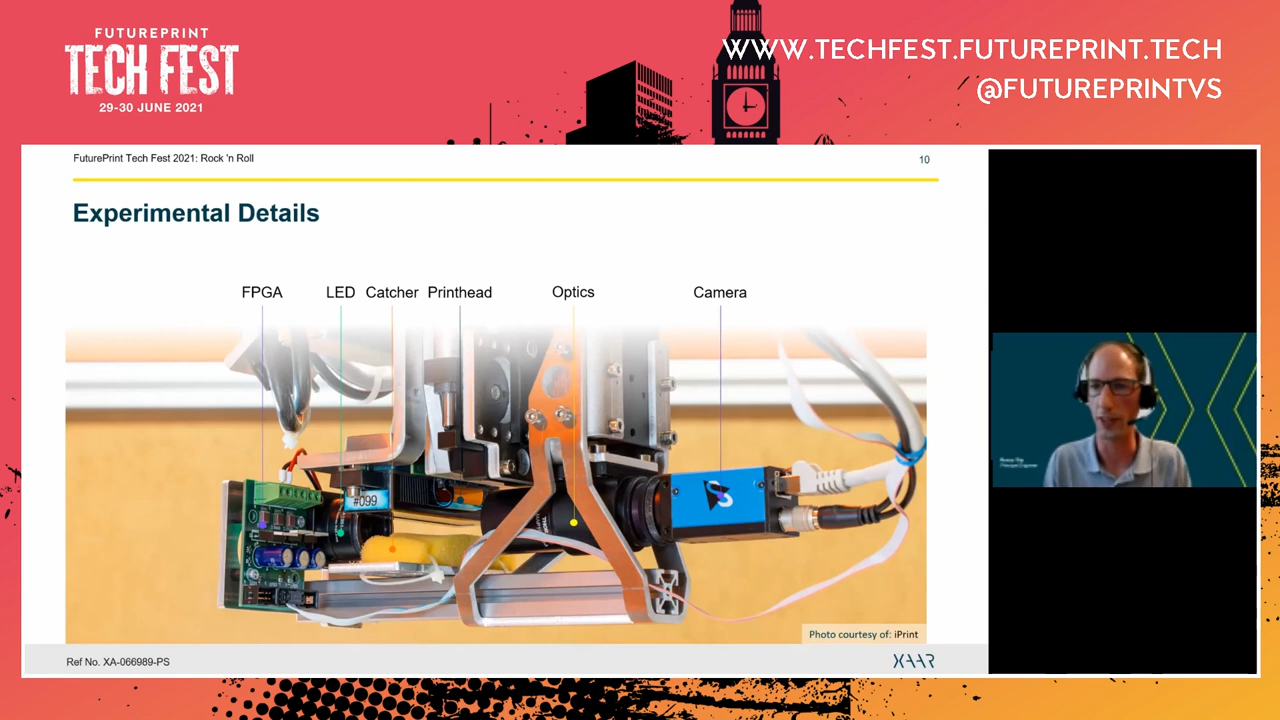 FUTUREPRINT
TECH FEST
29-30 JUNE 2021
WWW.TECHFEST.FUTUREPRINT.TECH
@FUTUREPRINTVS
FuturePrint Tech Fest 2021: Rock 'n Roll
10
Experimental Details
FPGA LED Catcher Printhead Optics Camera
#099
Photo courtesy of: iPrint
Ref No. XA-066989-PS
XAAR
Principal Engineer